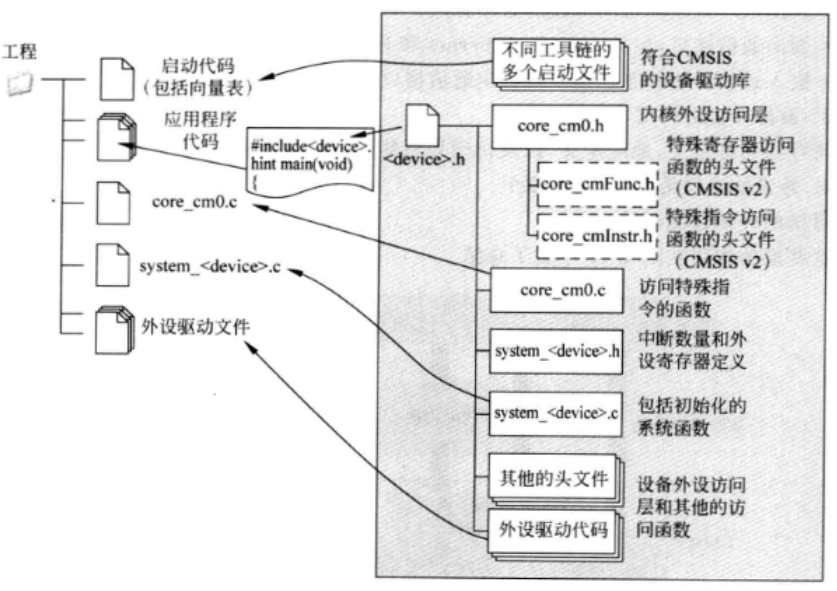 工程
启动代码
(包括向量表)
应用程序
代码
core_cm0.c
system_<device>.c
外设驱动文件
#include<device>.
hint main(void)
{
<device>.h
不同工具链的
多个启动文件
符合CMSIS
的设备驱动库
core_cm0.h
内核外设访问层
core_cmFunc.h
特殊寄存器访问
函数的头文件
(CMSIS v2)
core_cmInstr.h
特殊指令访问
函数的头文件
(CMSIS v2)
core_cm0.c
访问特殊指
令的函数
system_<device>.h
中断数量和外
设寄存器定义
system_<device>.c
包括初始化的
系统函数
其他的头文件
外设驱动代码
设备外设访问
层和其他的访
问函数